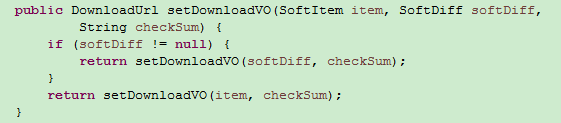 public DownloadUrl setDownloadVO(SoftItem item, SoftDiff softDiff,
        String checkSum) {
    if (softDiff != null) {
        return setDownloadVO(softDiff, checkSum);
    }
    return setDownloadVO(item, checkSum);
}